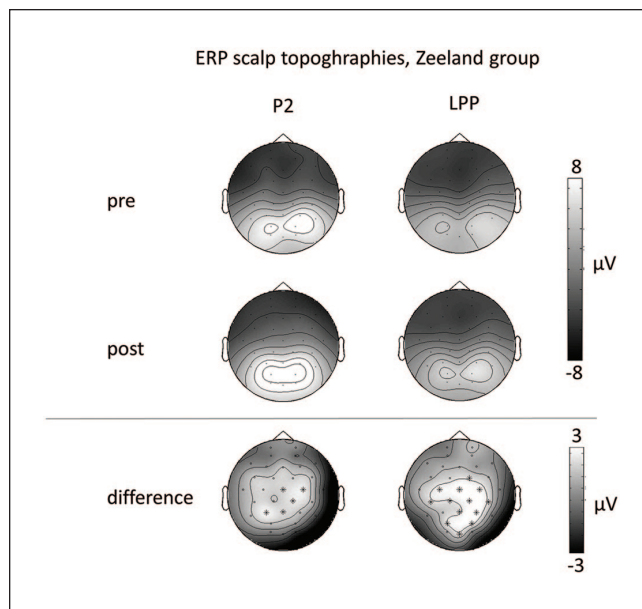 ERP scalp topoghraphies, Zeeland group
P2 LPP
pre
8
µV
-8
post
difference
3
µV
-3